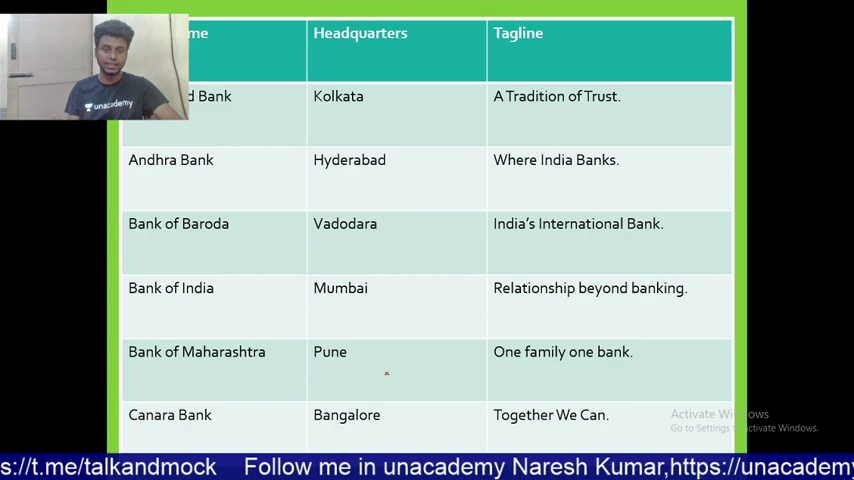 me Headquarters Tagline
d Bank Kolkata A Tradition of Trust.
Andhra Bank Hyderabad Where India Banks.
Bank of Baroda Vadodara India's International Bank.
Bank of India Mumbai Relationship beyond banking.
Bank of Maharashtra Pune One family one bank.
Canara Bank Bangalore Together We Can.
unacademy
Activate Windows
Go to Settings to activate Windows.
s://t.me/talkandmock Follow me in unacademy Naresh Kumar,https://unacademy